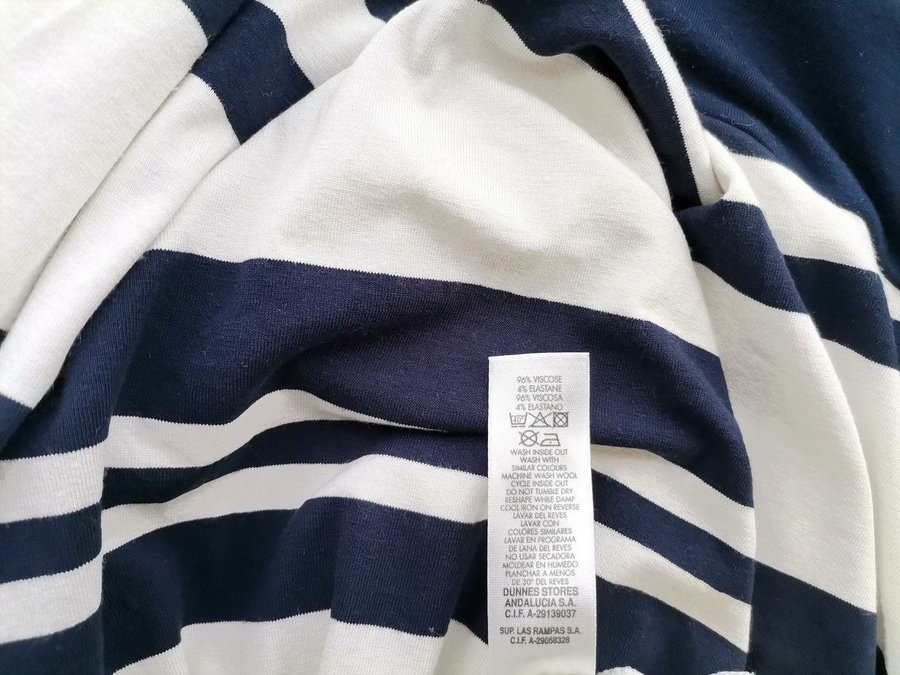 96% VISCOSE
4% ELASTANE
96% VISCOSA
4% ELASTANO
WASH INSIDE OUT
WASH WITH
SIMILAR COLOURS
MACHINE WASH WOOL
CYCLE INSIDE OUT
DO NOT TUMBLE DRY
RESHAPE WHILE DAMP
COOL IRON ON REVERSE
LAVAR DEL REVES
LAVAR CON
COLORES SIMILARES
LAVAR EN PROGRAMA
DE LANA DEL REVES
NO USAR SECADORA
MOLDEAR EN HUMEDO
PLANCHAR A MENOS
DE 30° DEL REVES
DUNNES STORES
ANDALUCIA S.A.
C.I.F. A-29139037
SUP. LAS RAMPAS S.A.
C.I.F. A-29058328